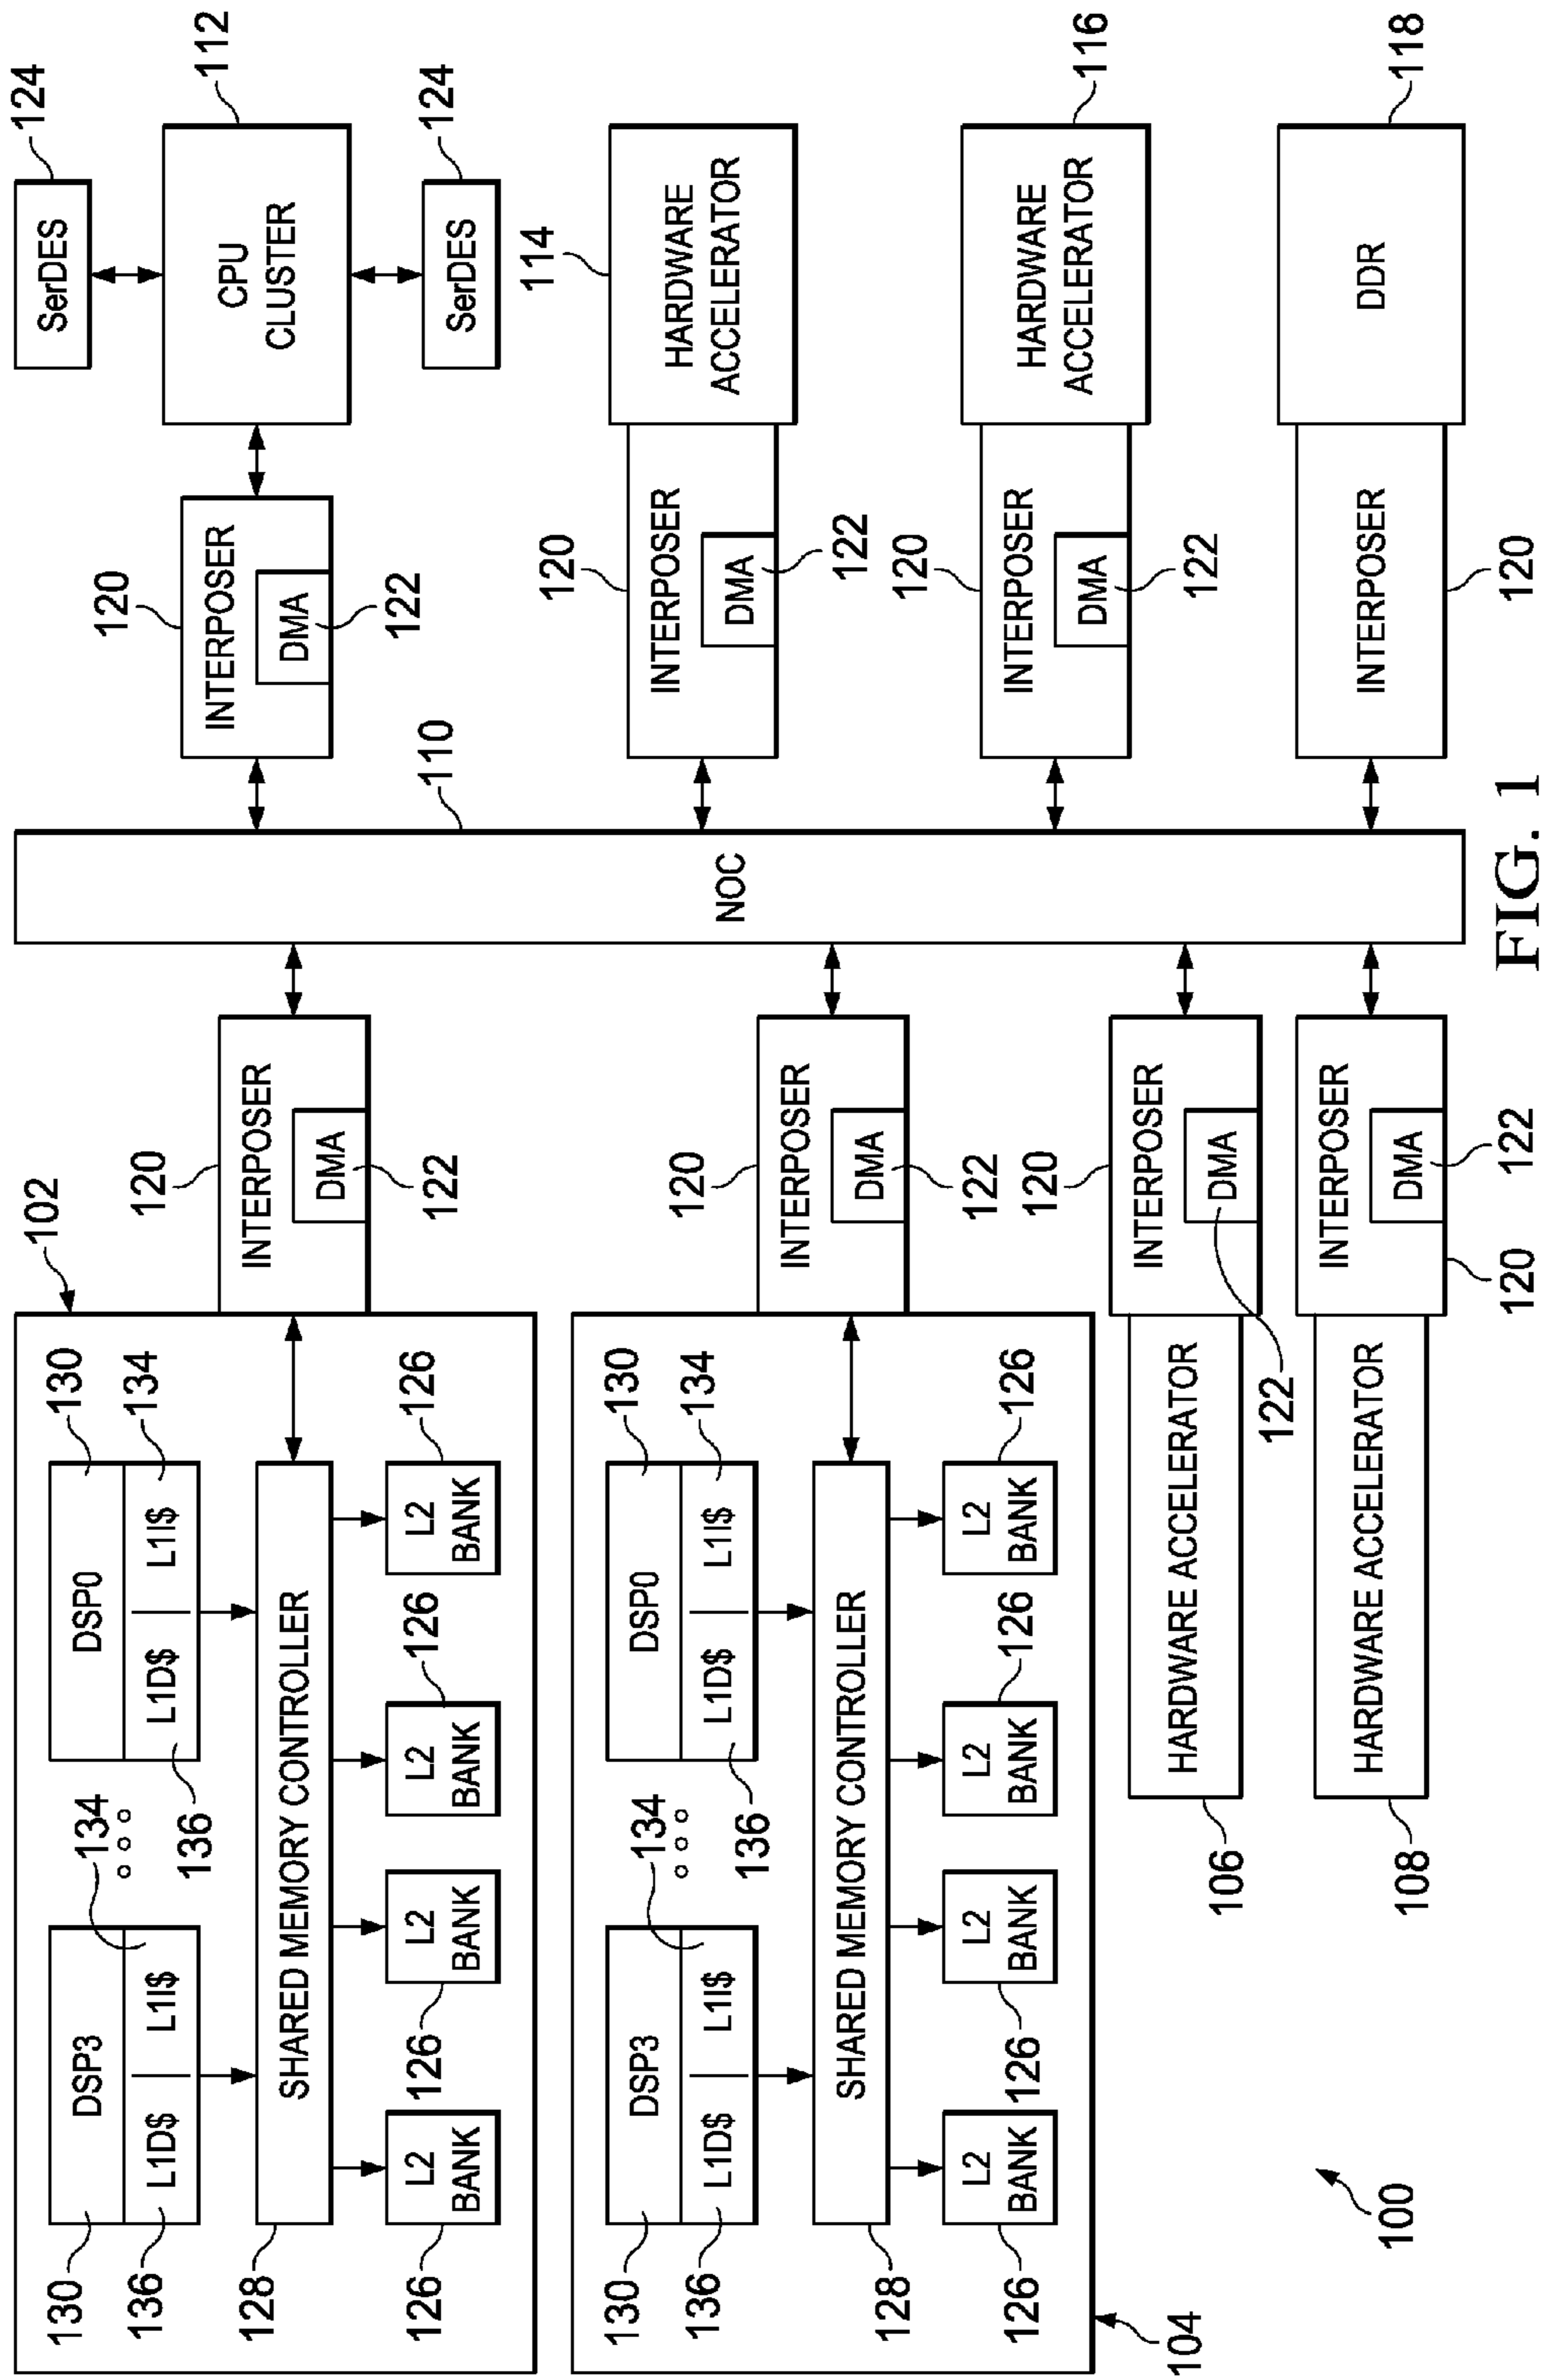 102
130
DSP3
L1D$
L1I$
136
134
130
DSP0
L1D$
L1I$
136
134
128
SHARED MEMORY CONTROLLER
126
L2
BANK
126
L2
BANK
126
L2
BANK
126
L2
BANK
120
INTERPOSER
DMA
122
104
130
DSP3
L1D$
L1I$
136
134
130
DSP0
L1D$
L1I$
136
134
128
SHARED MEMORY CONTROLLER
126
L2
BANK
126
L2
BANK
126
L2
BANK
126
L2
BANK
120
INTERPOSER
DMA
122
106
HARDWARE ACCELERATOR
120
INTERPOSER
DMA
122
108
HARDWARE ACCELERATOR
120
INTERPOSER
DMA
122
110
NOC
120
INTERPOSER
DMA
122
124
SerDES
112
CPU
CLUSTER
124
SerDES
120
INTERPOSER
DMA
122
114
HARDWARE
ACCELERATOR
120
INTERPOSER
DMA
122
116
HARDWARE
ACCELERATOR
120
INTERPOSER
118
DDR
100
FIG. 1